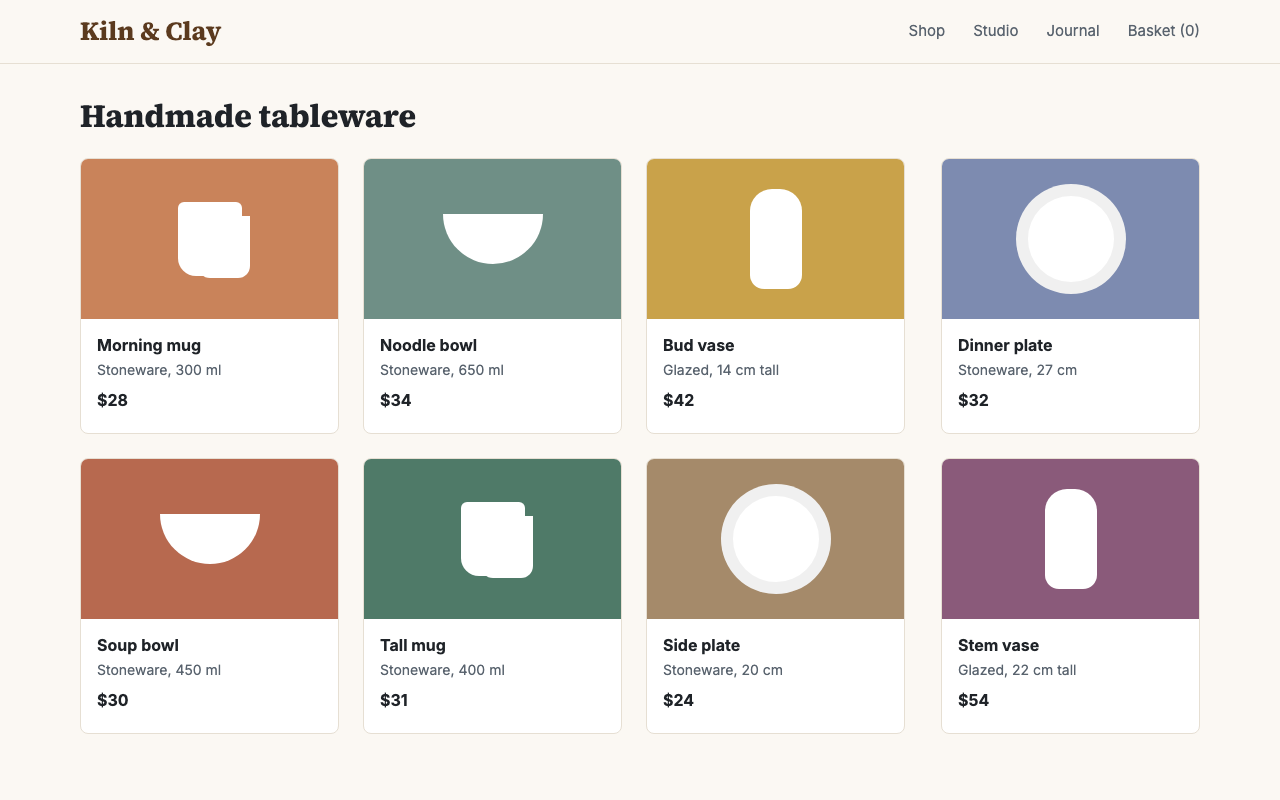 Kiln & Clay
Shop Studio Journal Basket (0)
Handmade tableware
Morning mug
Stoneware, 300 ml
$28
Noodle bowl
Stoneware, 650 ml
$34
Bud vase
Glazed, 14 cm tall
$42
Dinner plate
Stoneware, 27 cm
$32
Soup bowl
Stoneware, 450 ml
$30
Tall mug
Stoneware, 400 ml
$31
Side plate
Stoneware, 20 cm
$24
Stem vase
Glazed, 22 cm tall
$54